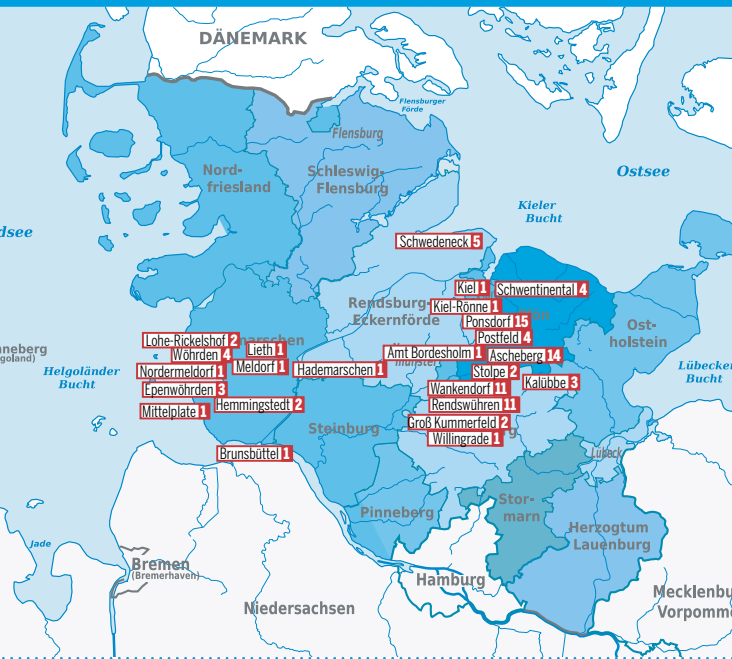 DÄNEMARK
Flensburger
Förde
Flensburg
Nord-
friesland
Schleswig-
Flensburg
Ostsee
Kieler
Bucht
dsee
Schwedeneck 5
Kiel 1
Schwentinental 4
Rendsburg-
Eckernförde
Kiel-Rönne 1
Ponsdorf 15
Postfeld 4
Ost-
holstein
Lohe-Rickelshof 2
Wöhrden 4
Lieth 1
Amt Bordesholm 1
Ascheberg 14
nneberg
goland)
Helgoländer
Bucht
Nordermeldorf 1
Meldorf 1
Hademarschen 1
Stolpe 2
Kalübbe 3
Lübecker
Bucht
Epenwöhrden 3
Wankendorf 11
Mittelplate 1
Hemmingstedt 2
Rendswühren 11
Steinburg
Groß Kummerfeld 2
Willingrade 1
Brunsbüttel 1
Lübeck
Pinneberg
Stor-
marn
Herzogtum
Lauenburg
Jade
Bremen
(Bremerhaven)
Hamburg
Niedersachsen
Mecklenbu
Vorpomme